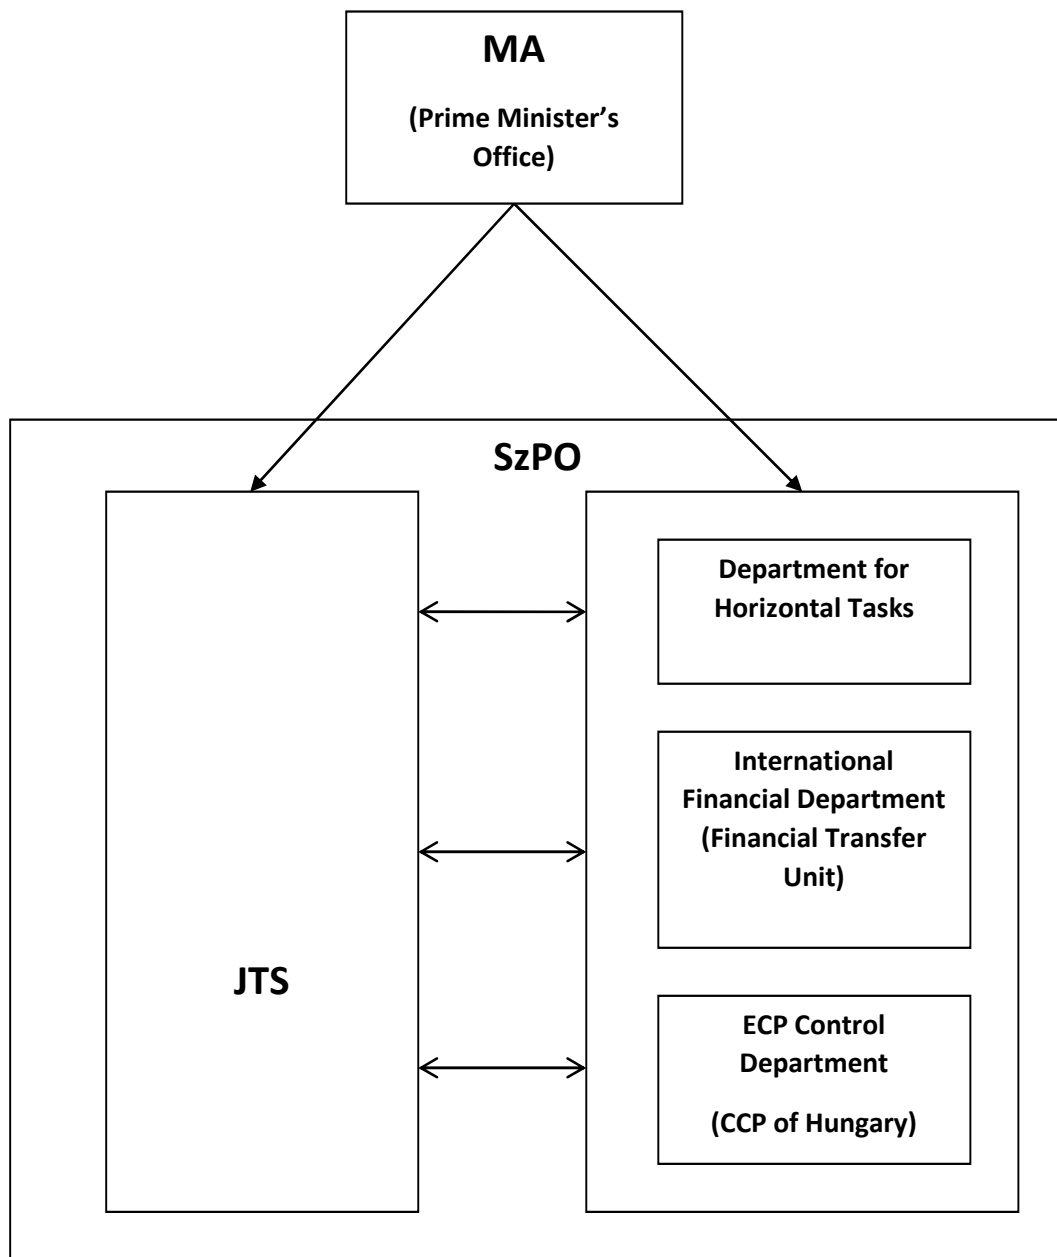 MA
(Prime Minister’s
Office)
SzPO
JTS
Department for
Horizontal Tasks
International
Financial Department
(Financial Transfer
Unit)
ECP Control
Department
(CCP of Hungary)